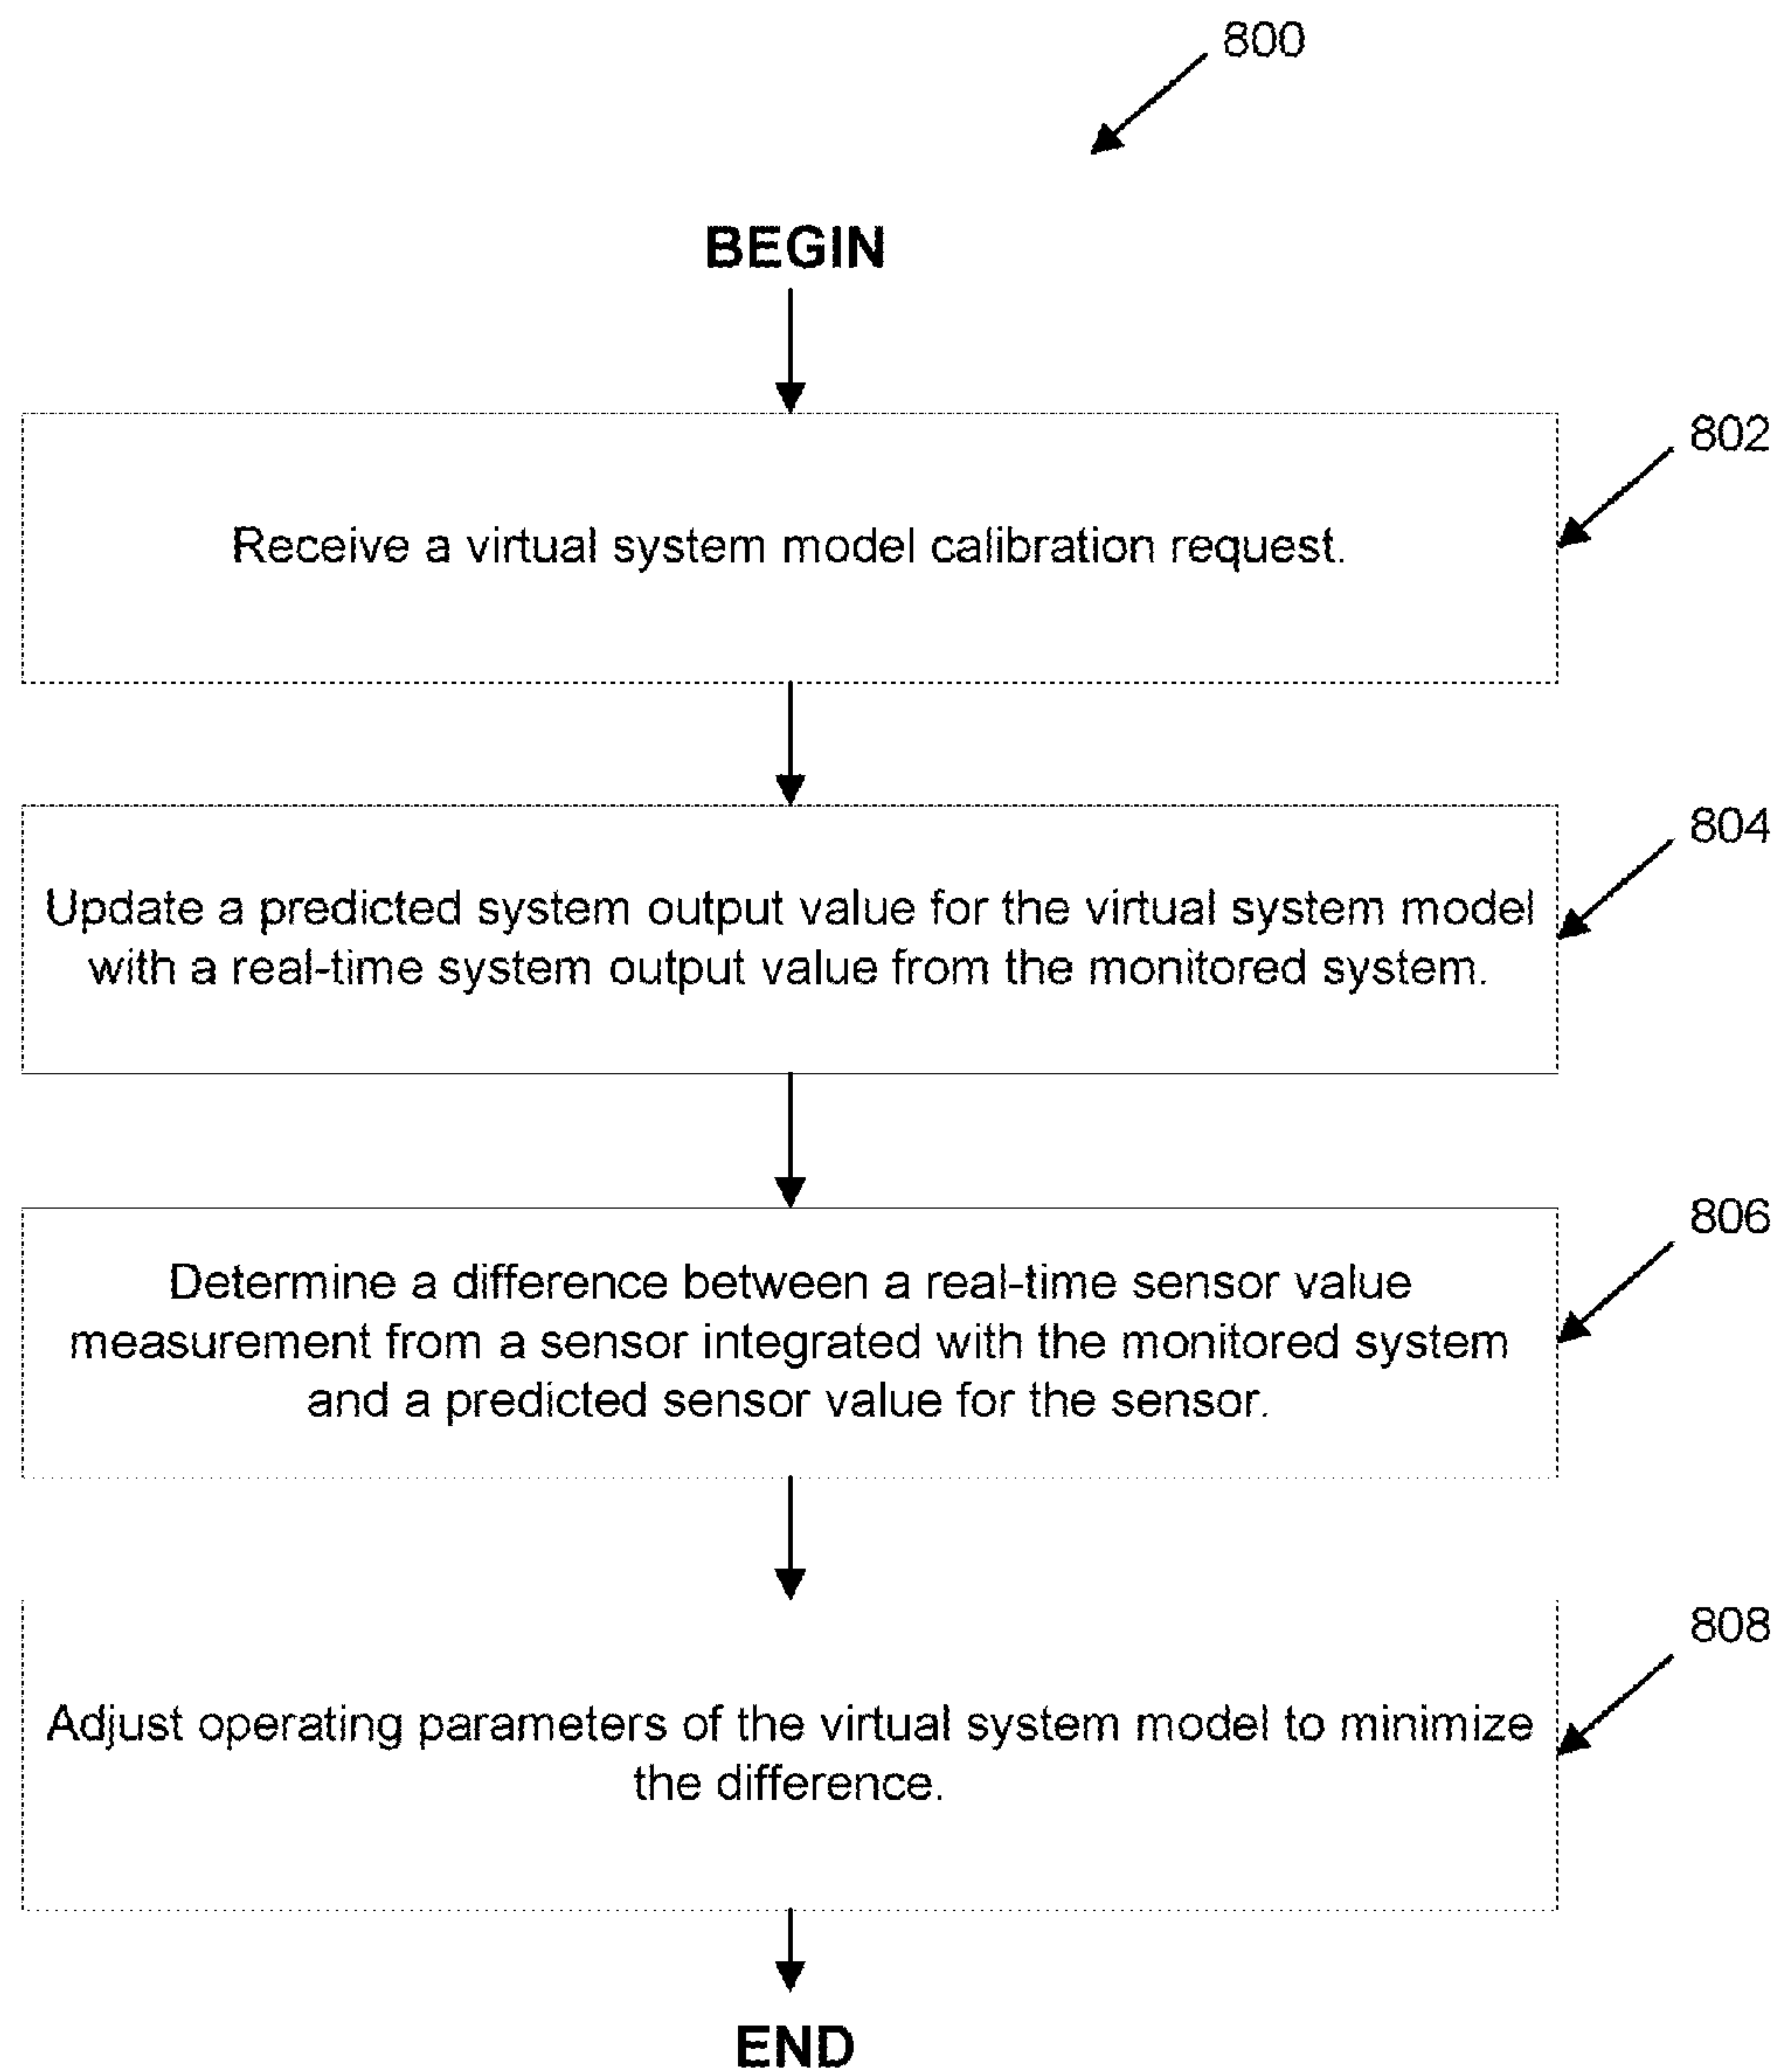 800
BEGIN
802
Receive a virtual system model calibration request.
804
Update a predicted system output value for the virtual system model
with a real-time system output value from the monitored system.
806
Determine a difference between a real-time sensor value
measurement from a sensor integrated with the monitored system
and a predicted sensor value for the sensor.
808
Adjust operating parameters of the virtual system model to minimize
the difference.
END